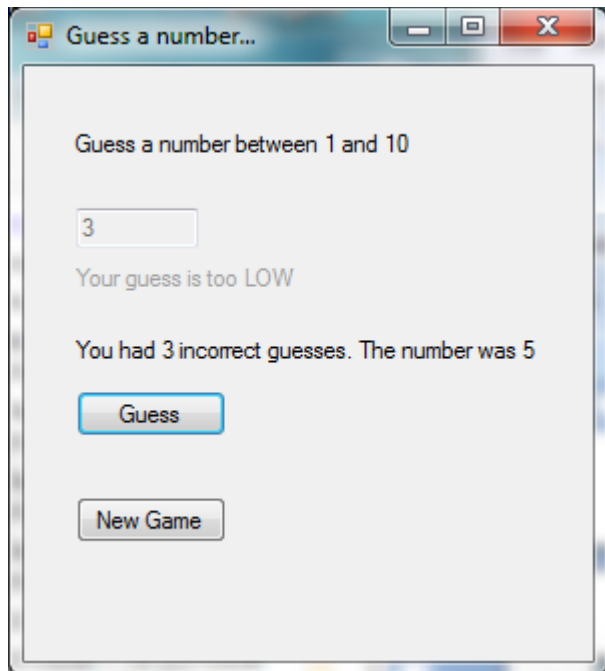 Guess a number...
Guess a number between 1 and 10
3
Your guess is too LOW
You had 3 incorrect guesses. The number was 5
Guess
New Game